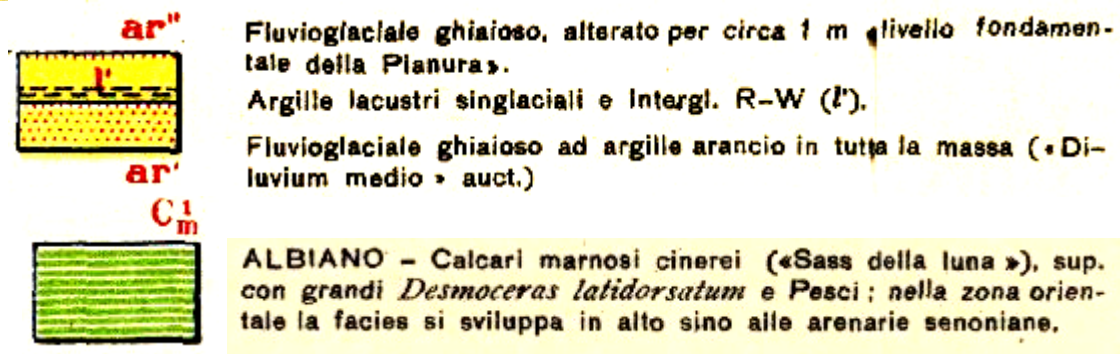 ar"
Fluvioglaciale ghiaioso, alterato per circa 1 m «livello fondamen-
tale della Pianura».
l'
Argille lacustri singlaciali e Intergl. R-W (l').
Fluvioglaciale ghiaioso ad argille arancio in tutta la massa («Di-
luvium medio» auct.)
ar'
C 1/m
ALBIANO – Calcari marnosi cinerei («Sass della luna»), sup.
con grandi Desmoceras latidorsatum e Pesci; nella zona orien-
tale la facies si sviluppa in alto sino alle arenarie senoniane.